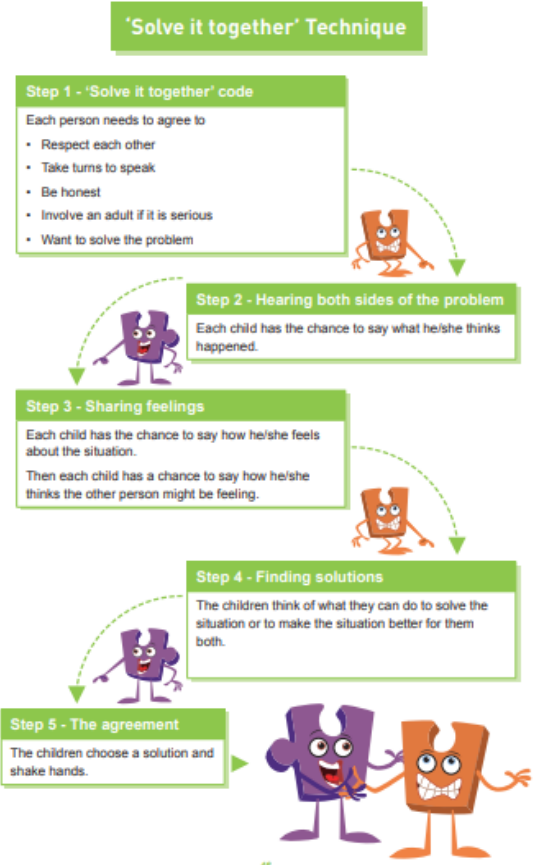 ‘Solve it together’ Technique
Step 1 - ‘Solve it together’ code
Each person needs to agree to
• Respect each other
• Take turns to speak
• Be honest
• Involve an adult if it is serious
• Want to solve the problem
Step 2 - Hearing both sides of the problem
Each child has the chance to say what he/she thinks
happened.
Step 3 - Sharing feelings
Each child has the chance to say how he/she feels
about the situation.
Then each child has a chance to say how he/she
thinks the other person might be feeling.
Step 4 - Finding solutions
The children think of what they can do to solve the
situation or to make the situation better for them
both.
Step 5 - The agreement
The children choose a solution and
shake hands.